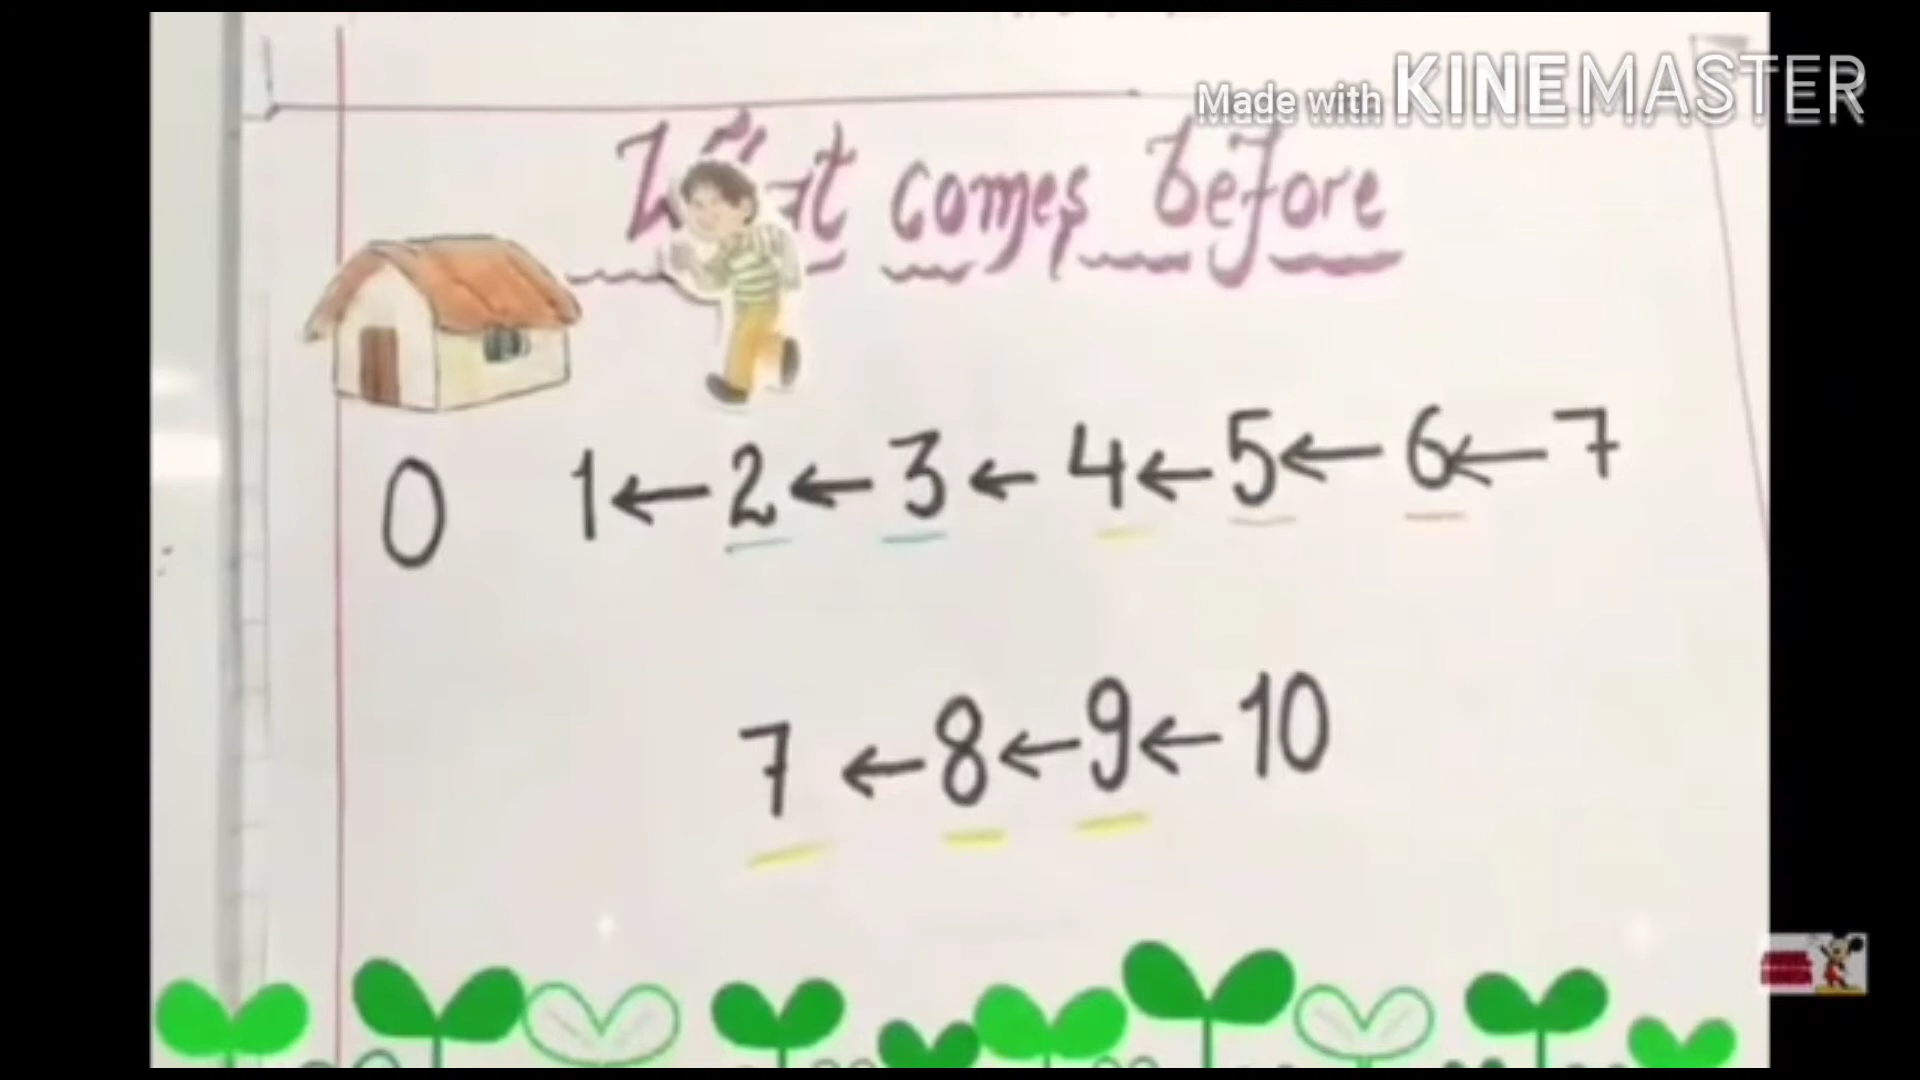 Made with KINEMASTER
What comes before
0 1←2←3←4←5←6←7
7←8←9←10